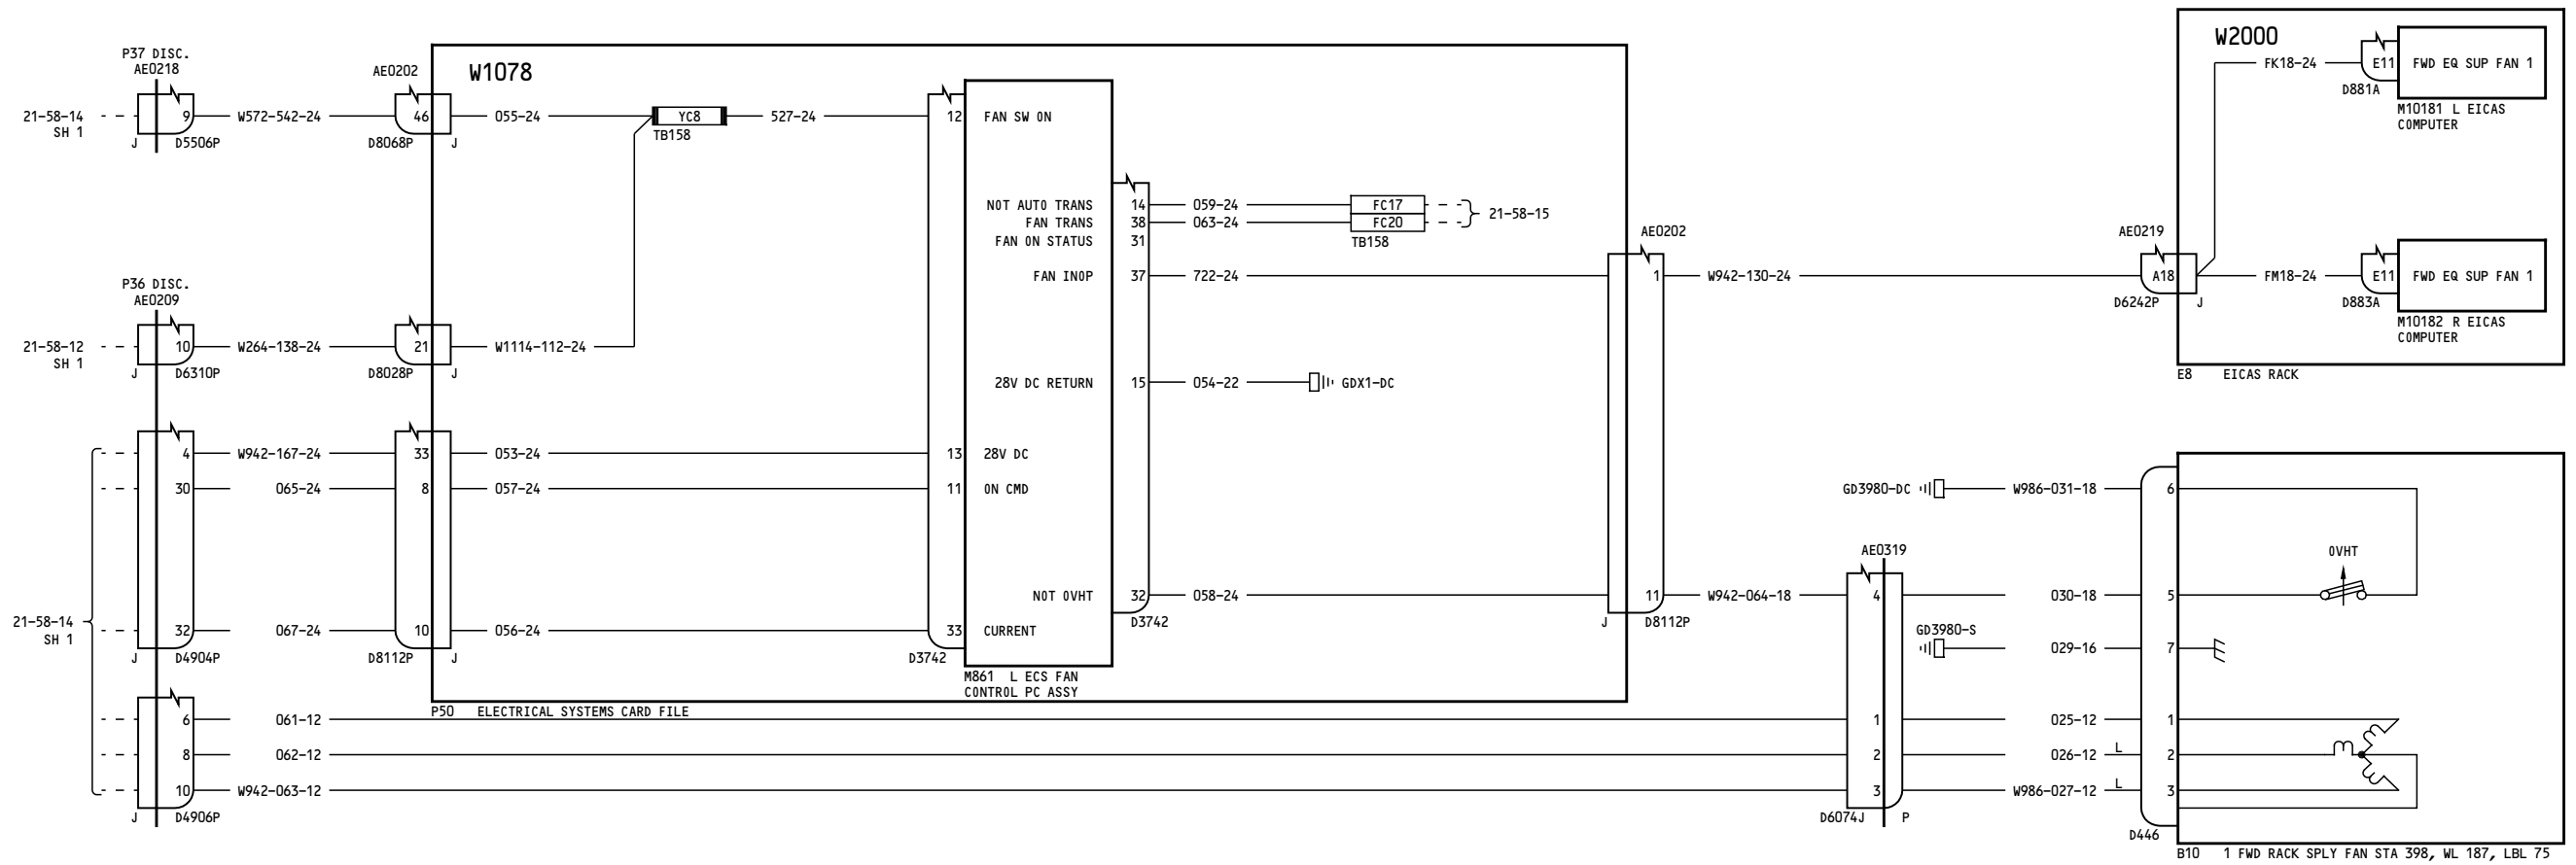 P37 DISC.
AE0218
21-58-14
SH 1
9
J
D5506P
W572-542-24
AE0202
46
D8068P
J
W1078
055-24
YC8
TB158
527-24
12
FAN SW ON
P36 DISC.
AE0209
21-58-12
SH 1
10
J
D6310P
W264-138-24
21
D8028P
J
W1114-112-24
21-58-14
SH 1
4
W942-167-24
33
053-24
13
28V DC
30
065-24
8
057-24
11
ON CMD
32
067-24
10
056-24
33
CURRENT
J
D4904P
D8112P
J
D3742
M861 L ECS FAN
CONTROL PC ASSY
P50 ELECTRICAL SYSTEMS CARD FILE
6
061-12
8
062-12
10
W942-063-12
J
D4906P
NOT AUTO TRANS
14
059-24
FC17
FAN TRANS
38
063-24
FC20
TB158
21-58-15
FAN ON STATUS
31
FAN INOP
37
722-24
28V DC RETURN
15
054-22
GDX1-DC
NOT OVHT
32
058-24
D3742
AE0202
1
W942-130-24
11
W942-064-18
J
D8112P
AE0219
A18
D6242P
J
W2000
FK18-24
E11
D881A
FWD EQ SUP FAN 1
M10181 L EICAS
COMPUTER
FM18-24
E11
D883A
FWD EQ SUP FAN 1
M10182 R EICAS
COMPUTER
E8 EICAS RACK
GD3980-DC
W986-031-18
6
AE0319
4
030-18
5
OVHT
GD3980-S
029-16
7
1
025-12
1
2
026-12
L
2
3
W986-027-12
L
3
D6074J
P
D446
B10 1 FWD RACK SPLY FAN STA 398, WL 187, LBL 75